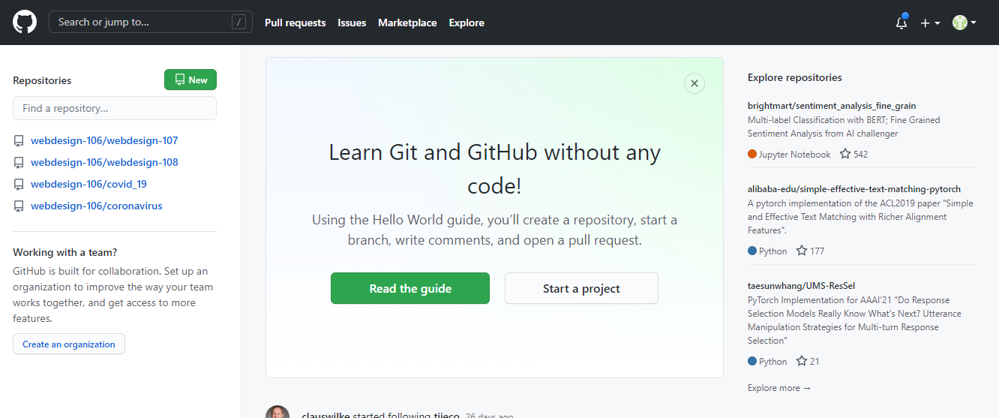 Search or jump to...
/
Pull requests
Issues
Marketplace
Explore
Repositories
New
Find a repository...
webdesign-106/webdesign-107
webdesign-106/webdesign-108
webdesign-106/covid_19
webdesign-106/coronavirus
Working with a team?
GitHub is built for collaboration. Set up an
organization to improve the way your team
works together, and get access to more
features.
Create an organization
Learn Git and GitHub without any
code!
Using the Hello World guide, you’ll create a repository, start a
branch, write comments, and open a pull request.
Read the guide
Start a project
clauswilke started following tjieco 26 days ago
Explore repositories
brightmart/sentiment_analysis_fine_grain
Multi-label Classification with BERT; Fine Grained
Sentiment Analysis from AI challenger
Jupyter Notebook 542
alibaba-edu/simple-effective-text-matching-pytorch
A pytorch implementation of the ACL2019 paper "Simple
and Effective Text Matching with Richer Alignment
Features".
Python 177
taesunwhang/UMS-ResSel
PyTorch Implementation for AAAI'21 "Do Response
Selection Models Really Know What's Next? Utterance
Manipulation Strategies for Multi-turn Response
Selection"
Python 21
Explore more →